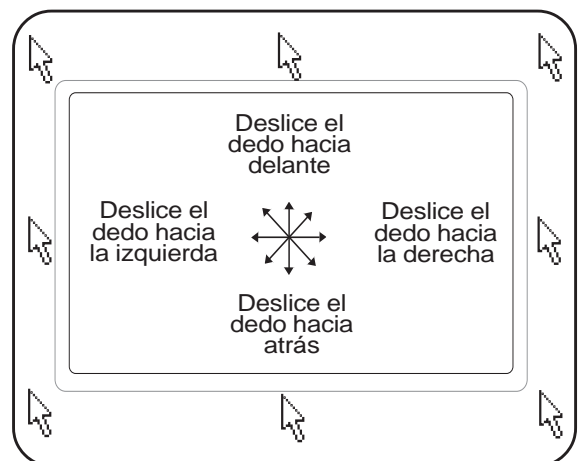 Deslice el
dedo hacia
delante
Deslice el
dedo hacia
la izquierda
Deslice el
dedo hacia
la derecha
Deslice el
dedo hacia
atrás